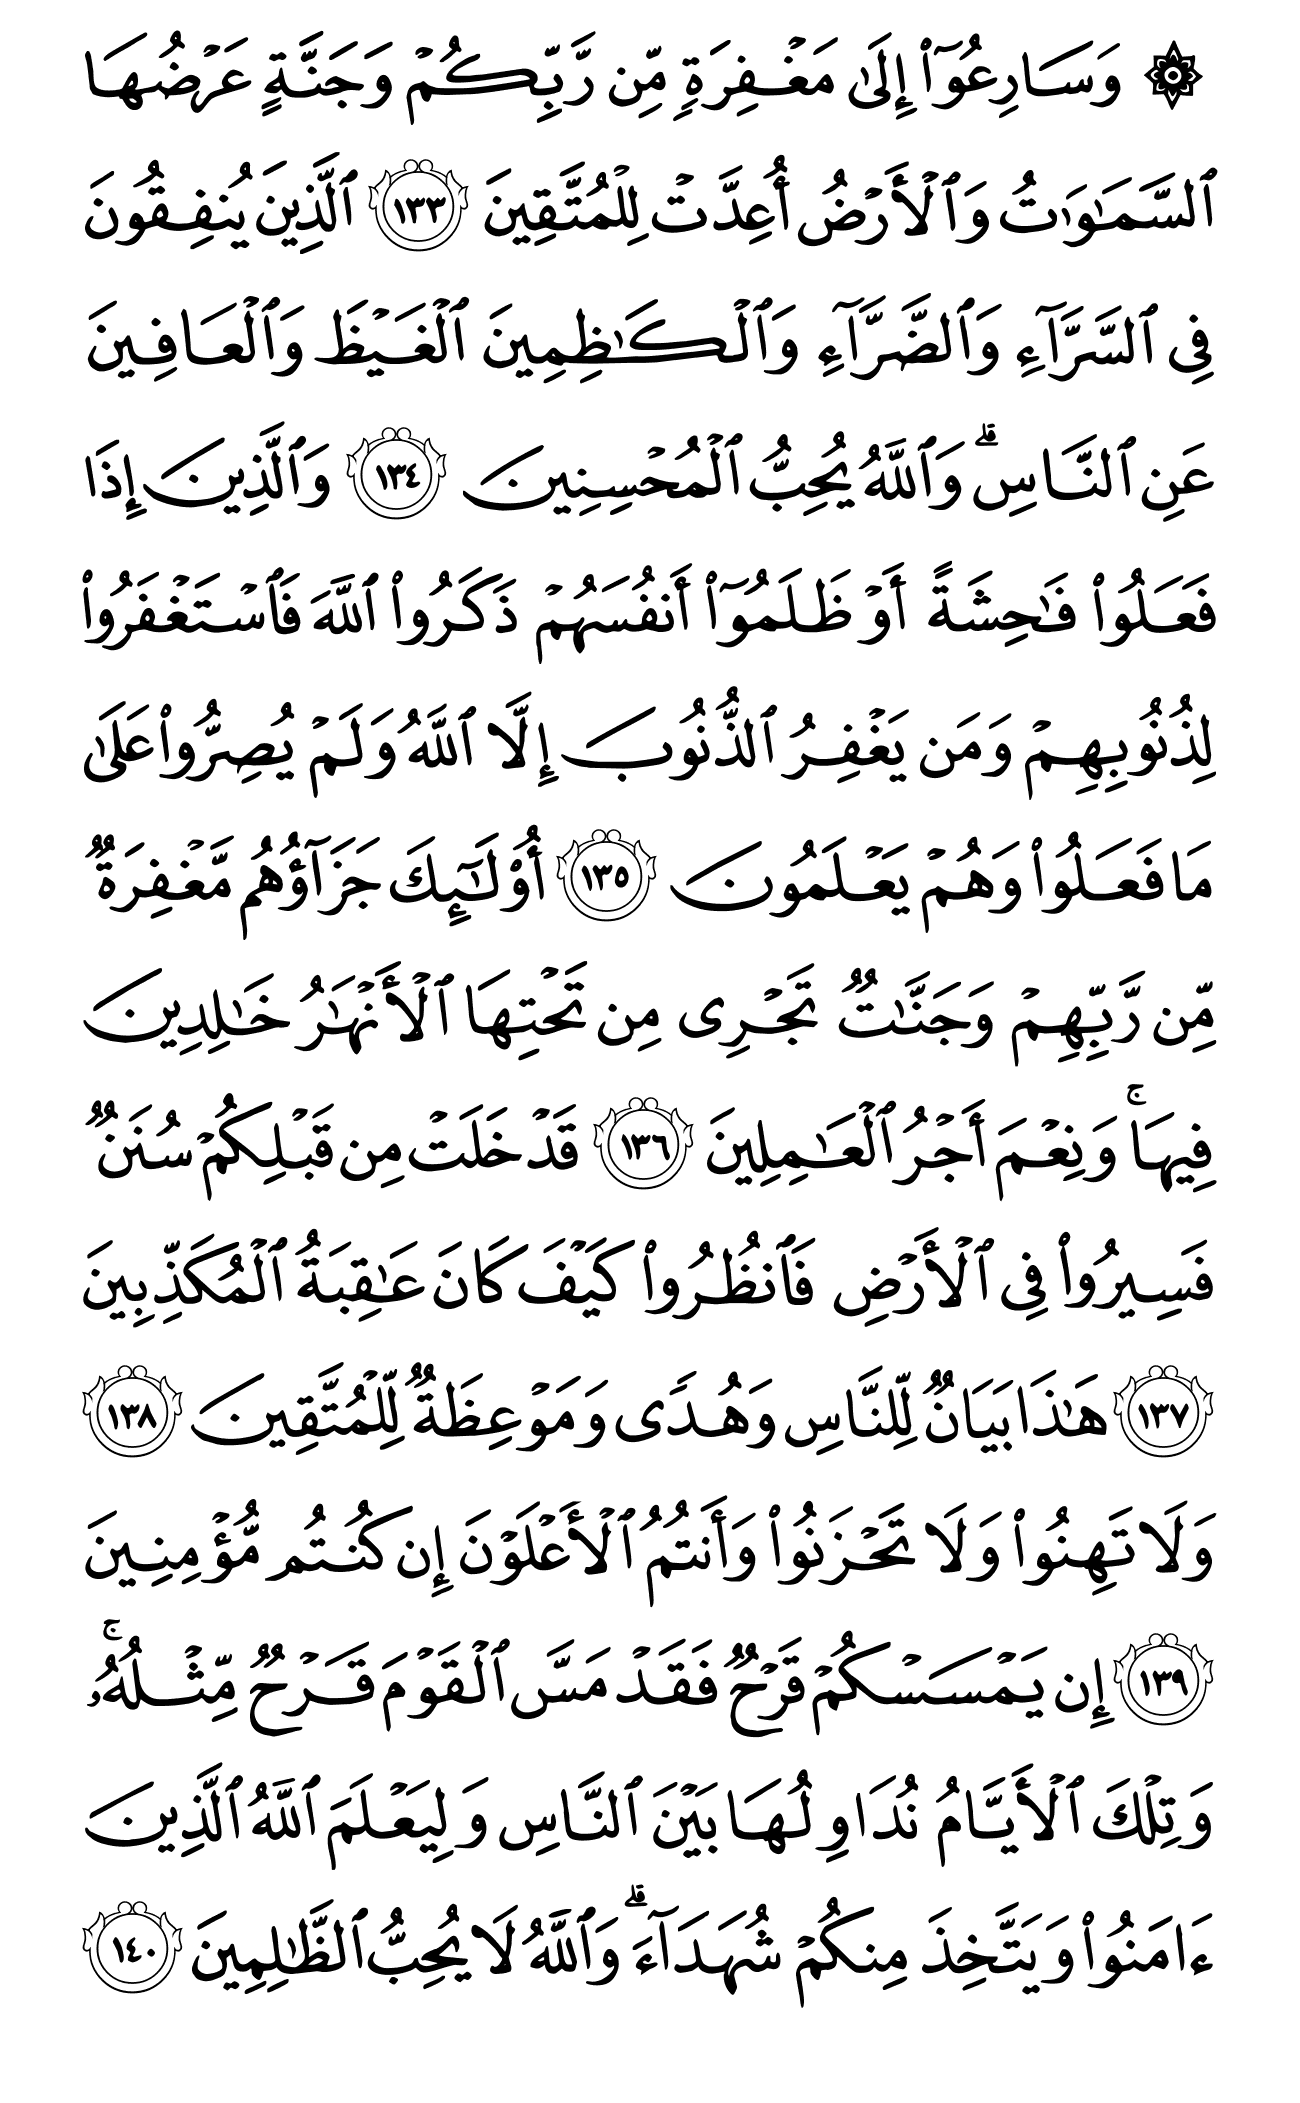 ۞ وَسَارِعُوٓا۟ إِلَىٰ مَغْفِرَةٍ مِّن رَّبِّكُمْ وَجَنَّةٍ عَرْضُهَا
ٱلسَّمَـٰوَٰتُ وَٱلْأَرْضُ أُعِدَّتْ لِلْمُتَّقِينَ ١٣٣ ٱلَّذِينَ يُنفِقُونَ
فِى ٱلسَّرَّآءِ وَٱلضَّرَّآءِ وَٱلْكَـٰظِمِينَ ٱلْغَيْظَ وَٱلْعَافِينَ
عَنِ ٱلنَّاسِ ۗ وَٱللَّهُ يُحِبُّ ٱلْمُحْسِنِينَ ١٣٤ وَٱلَّذِينَ إِذَا
فَعَلُوا۟ فَـٰحِشَةً أَوْ ظَلَمُوٓا۟ أَنفُسَهُمْ ذَكَرُوا۟ ٱللَّهَ فَٱسْتَغْفَرُوا۟
لِذُنُوبِهِمْ وَمَن يَغْفِرُ ٱلذُّنُوبَ إِلَّا ٱللَّهُ وَلَمْ يُصِرُّوا۟ عَلَىٰ
مَا فَعَلُوا۟ وَهُمْ يَعْلَمُونَ ١٣٥ أُو۟لَـٰٓئِكَ جَزَآؤُهُم مَّغْفِرَةٌ
مِّن رَّبِّهِمْ وَجَنَّـٰتٌ تَجْرِى مِن تَحْتِهَا ٱلْأَنْهَـٰرُ خَـٰلِدِينَ
فِيهَا ۚ وَنِعْمَ أَجْرُ ٱلْعَـٰمِلِينَ ١٣٦ قَدْ خَلَتْ مِن قَبْلِكُمْ سُنَنٌ
فَسِيرُوا۟ فِى ٱلْأَرْضِ فَٱنظُرُوا۟ كَيْفَ كَانَ عَـٰقِبَةُ ٱلْمُكَذِّبِينَ
١٣٧ هَـٰذَا بَيَانٌ لِّلنَّاسِ وَهُدًى وَمَوْعِظَةٌ لِّلْمُتَّقِينَ ١٣٨
وَلَا تَهِنُوا۟ وَلَا تَحْزَنُوا۟ وَأَنتُمُ ٱلْأَعْلَوْنَ إِن كُنتُم مُّؤْمِنِينَ
١٣٩ إِن يَمْسَسْكُمْ قَرْحٌ فَقَدْ مَسَّ ٱلْقَوْمَ قَرْحٌ مِّثْلُهُۥ ۚ
وَتِلْكَ ٱلْأَيَّامُ نُدَاوِلُهَا بَيْنَ ٱلنَّاسِ وَلِيَعْلَمَ ٱللَّهُ ٱلَّذِينَ
ءَامَنُوا۟ وَيَتَّخِذَ مِنكُمْ شُهَدَآءَ ۗ وَٱللَّهُ لَا يُحِبُّ ٱلظَّـٰلِمِينَ ١٤٠